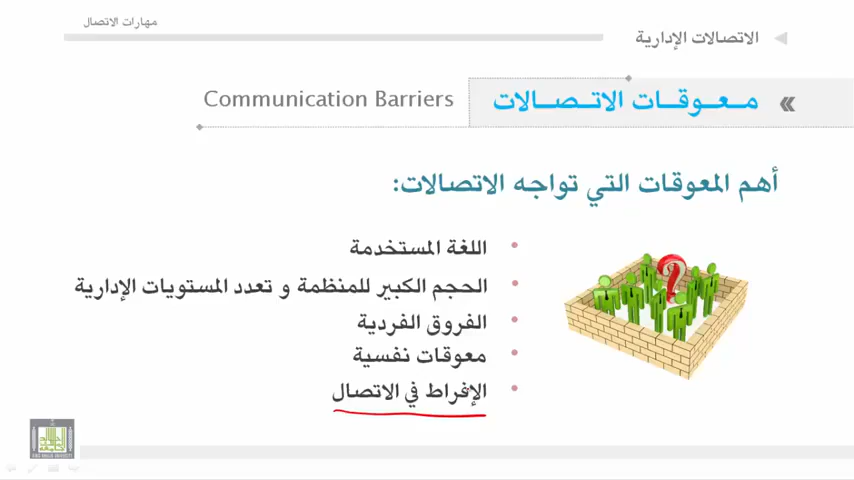 مهارات الاتصال
الاتصالات الإدارية
معوقات الاتصالات
Communication Barriers
أهم المعوقات التي تواجه الاتصالات:
اللغة المستخدمة
الحجم الكبير للمنظمة و تعدد المستويات الإدارية
الفروق الفردية
معوقات نفسية
الإفراط في الاتصال